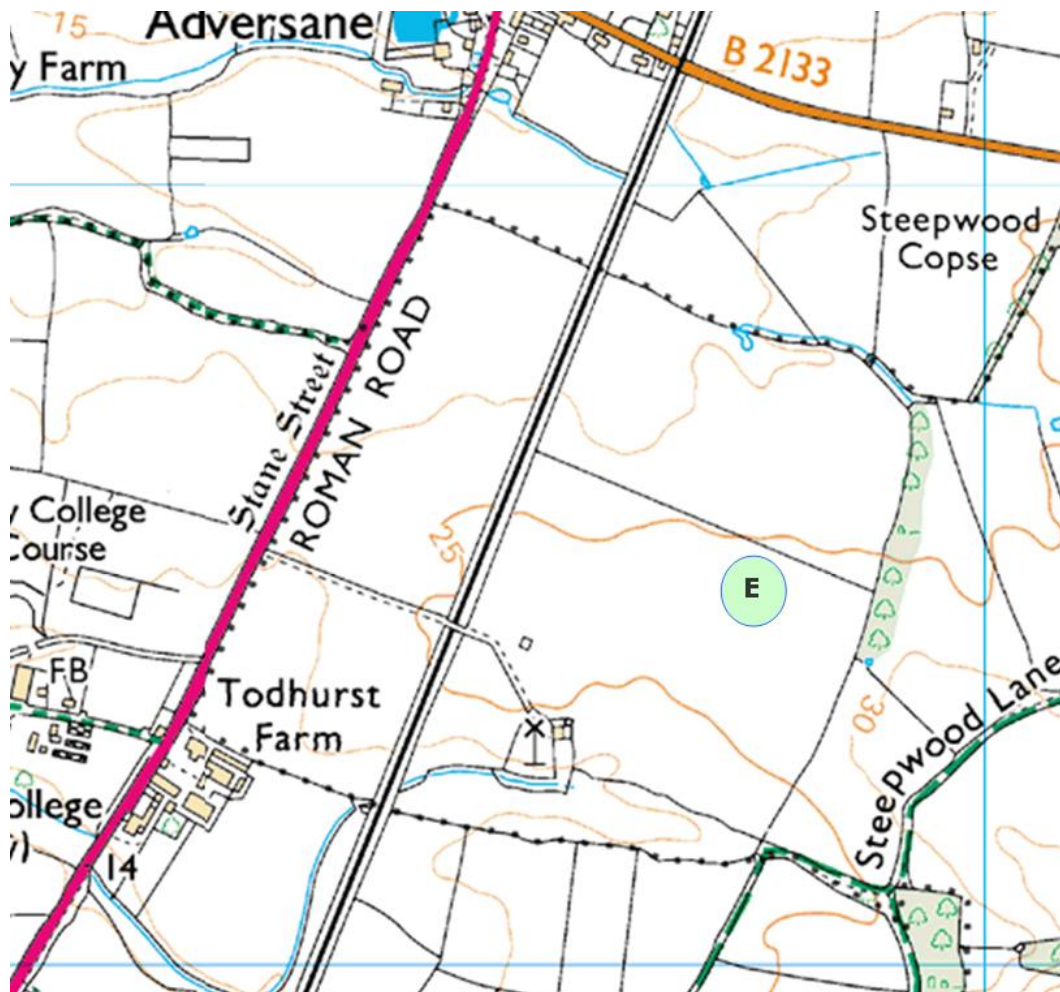 15
Adversane
y Farm
B 2133
Steepwood
Copse
Stane Street
ROMAN ROAD
y College
Course
25
E
FB
Todhurst
Farm
30
Steepwood Lane
ollege
y)
14